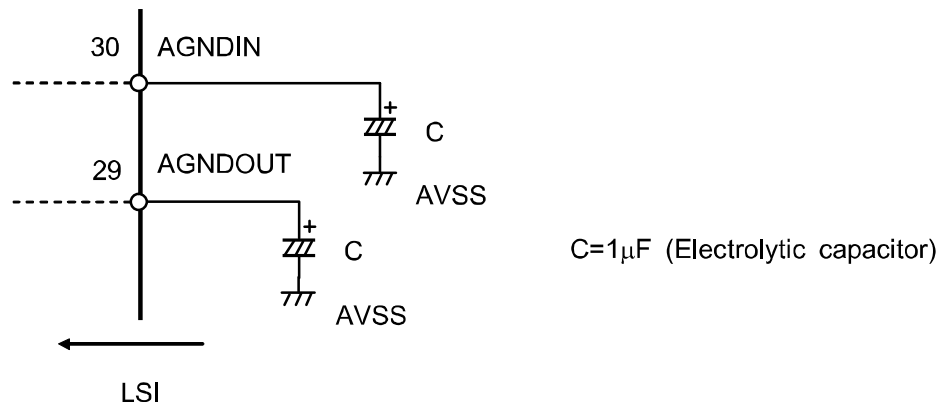 30 AGNDIN
+
C
AVSS
29 AGNDOUT
+
C
AVSS
C=1μF (Electrolytic capacitor)
LSI